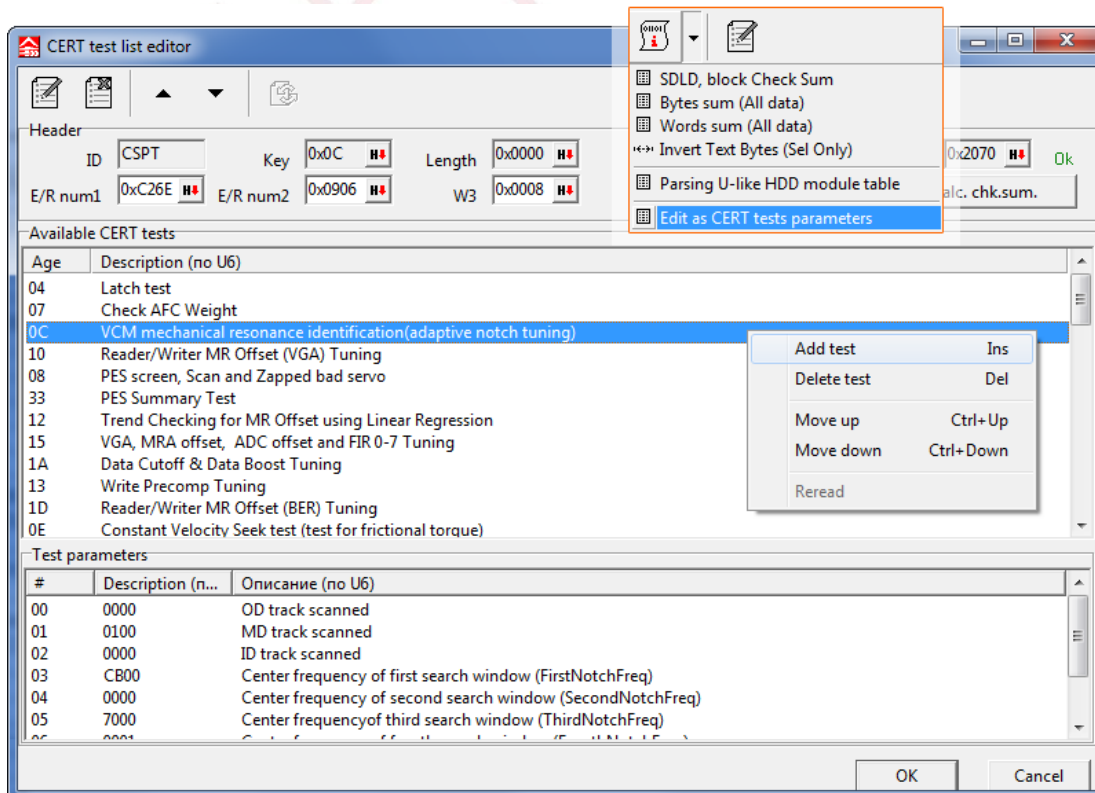 CERT test list editor
SDLD, block Check Sum
Bytes sum (All data)
Words sum (All data)
Invert Text Bytes (Sel Only)
Parsing U-like HDD module table
Edit as CERT tests parameters
Header
ID CSPT Key 0x0C H Length 0x0000 H 0x2070 H Ok
E/R num1 0xC26E H E/R num2 0x0906 H W3 0x0008 H alc. chk.sum.
Available CERT tests
Age Description (по U6)
04 Latch test
07 Check AFC Weight
0C VCM mechanical resonance identification(adaptive notch tuning)
10 Reader/Writer MR Offset (VGA) Tuning
08 PES screen, Scan and Zapped bad servo
33 PES Summary Test
12 Trend Checking for MR Offset using Linear Regression
15 VGA, MRA offset, ADC offset and FIR 0-7 Tuning
1A Data Cutoff & Data Boost Tuning
13 Write Precomp Tuning
1D Reader/Writer MR Offset (BER) Tuning
0E Constant Velocity Seek test (test for frictional torque)
Add test Ins
Delete test Del
Move up Ctrl+Up
Move down Ctrl+Down
Reread
Test parameters
# Description (п... Описание (по U6)
00 0000 OD track scanned
01 0100 MD track scanned
02 0000 ID track scanned
03 CB00 Center frequency of first search window (FirstNotchFreq)
04 0000 Center frequency of second search window (SecondNotchFreq)
05 7000 Center frequencyof third search window (ThirdNotchFreq)
OK Cancel